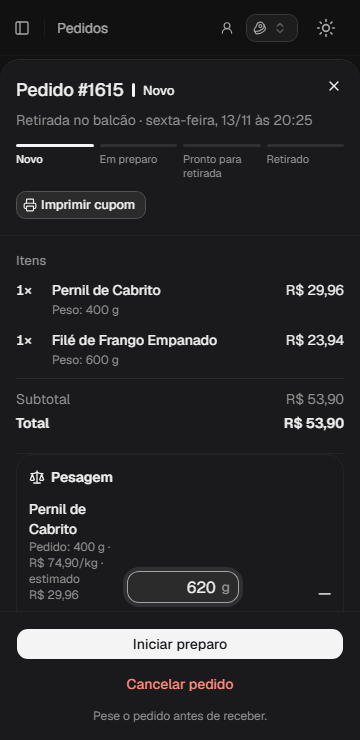 Pedidos
Pedido #1615 | Novo
Retirada no balcão · sexta-feira, 13/11 às 20:25
Novo
Em preparo
Pronto para
retirada
Retirado
Imprimir cupom
Itens
1× Pernil de Cabrito R$ 29,96
Peso: 400 g
1× Filé de Frango Empanado R$ 23,94
Peso: 600 g
Subtotal R$ 53,90
Total R$ 53,90
Pesagem
Pernil de
Cabrito
Pedido: 400 g ·
R$ 74,90/kg ·
estimado
R$ 29,96
620 g
—
Iniciar preparo
Cancelar pedido
Pese o pedido antes de receber.